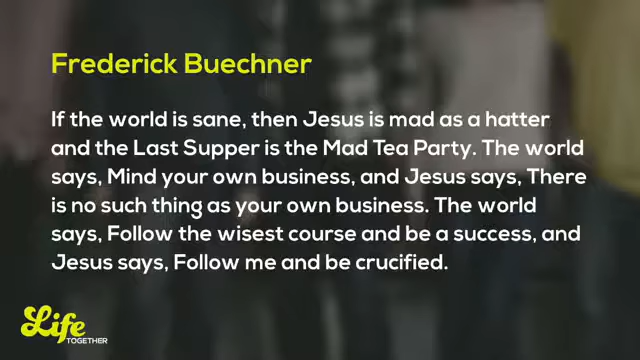 Frederick Buechner
If the world is sane, then Jesus is mad as a hatter
and the Last Supper is the Mad Tea Party. The world
says, Mind your own business, and Jesus says, There
is no such thing as your own business. The world
says, Follow the wisest course and be a success, and
Jesus says, Follow me and be crucified.
Life
TOGETHER